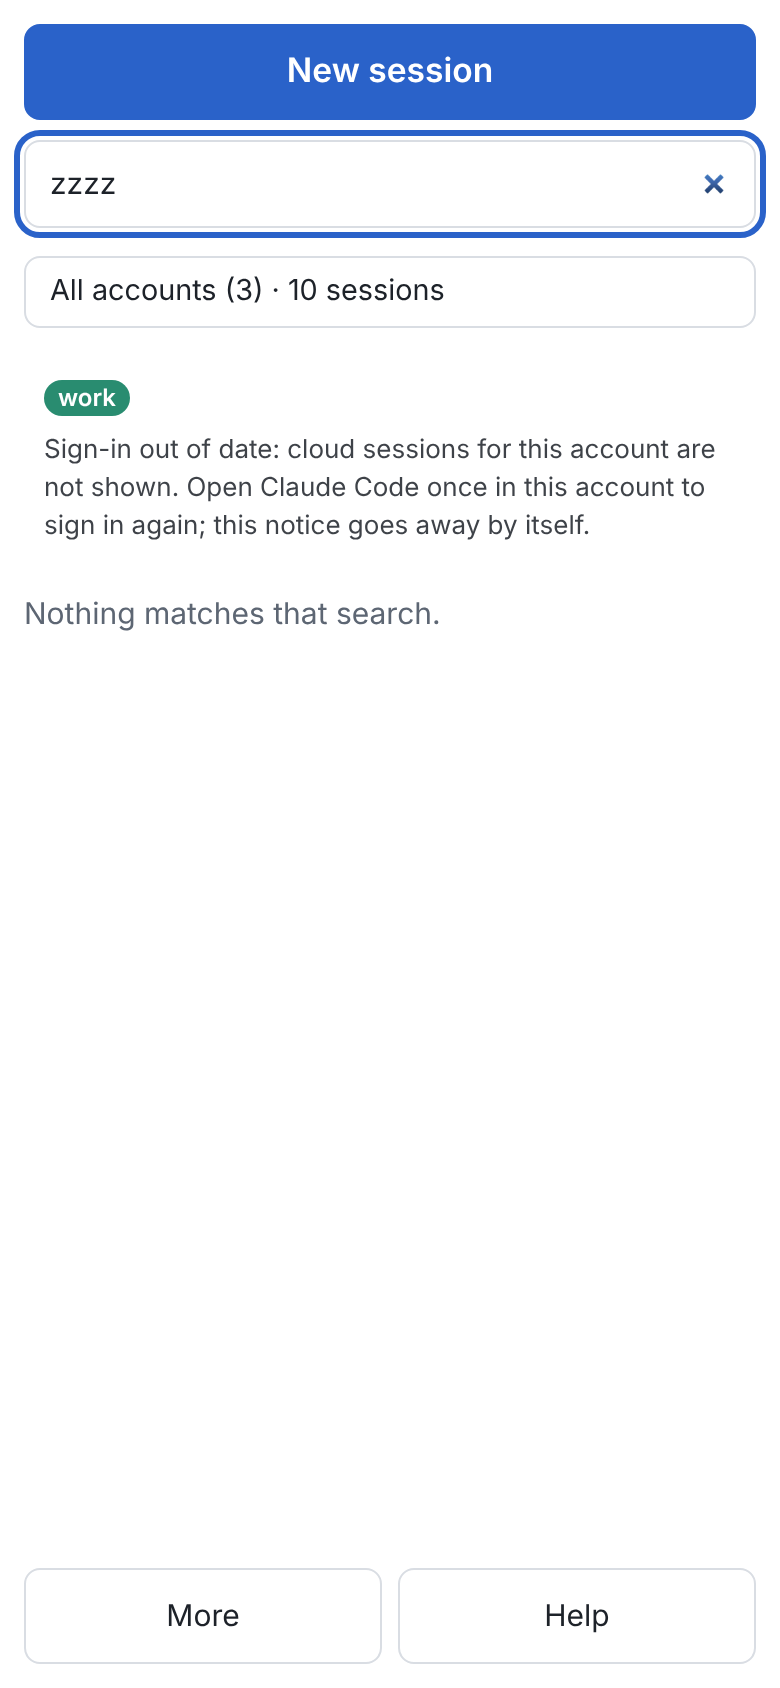 New session
zzzz
All accounts (3) · 10 sessions
work
Sign-in out of date: cloud sessions for this account are
not shown. Open Claude Code once in this account to
sign in again; this notice goes away by itself.
Nothing matches that search.
More
Help